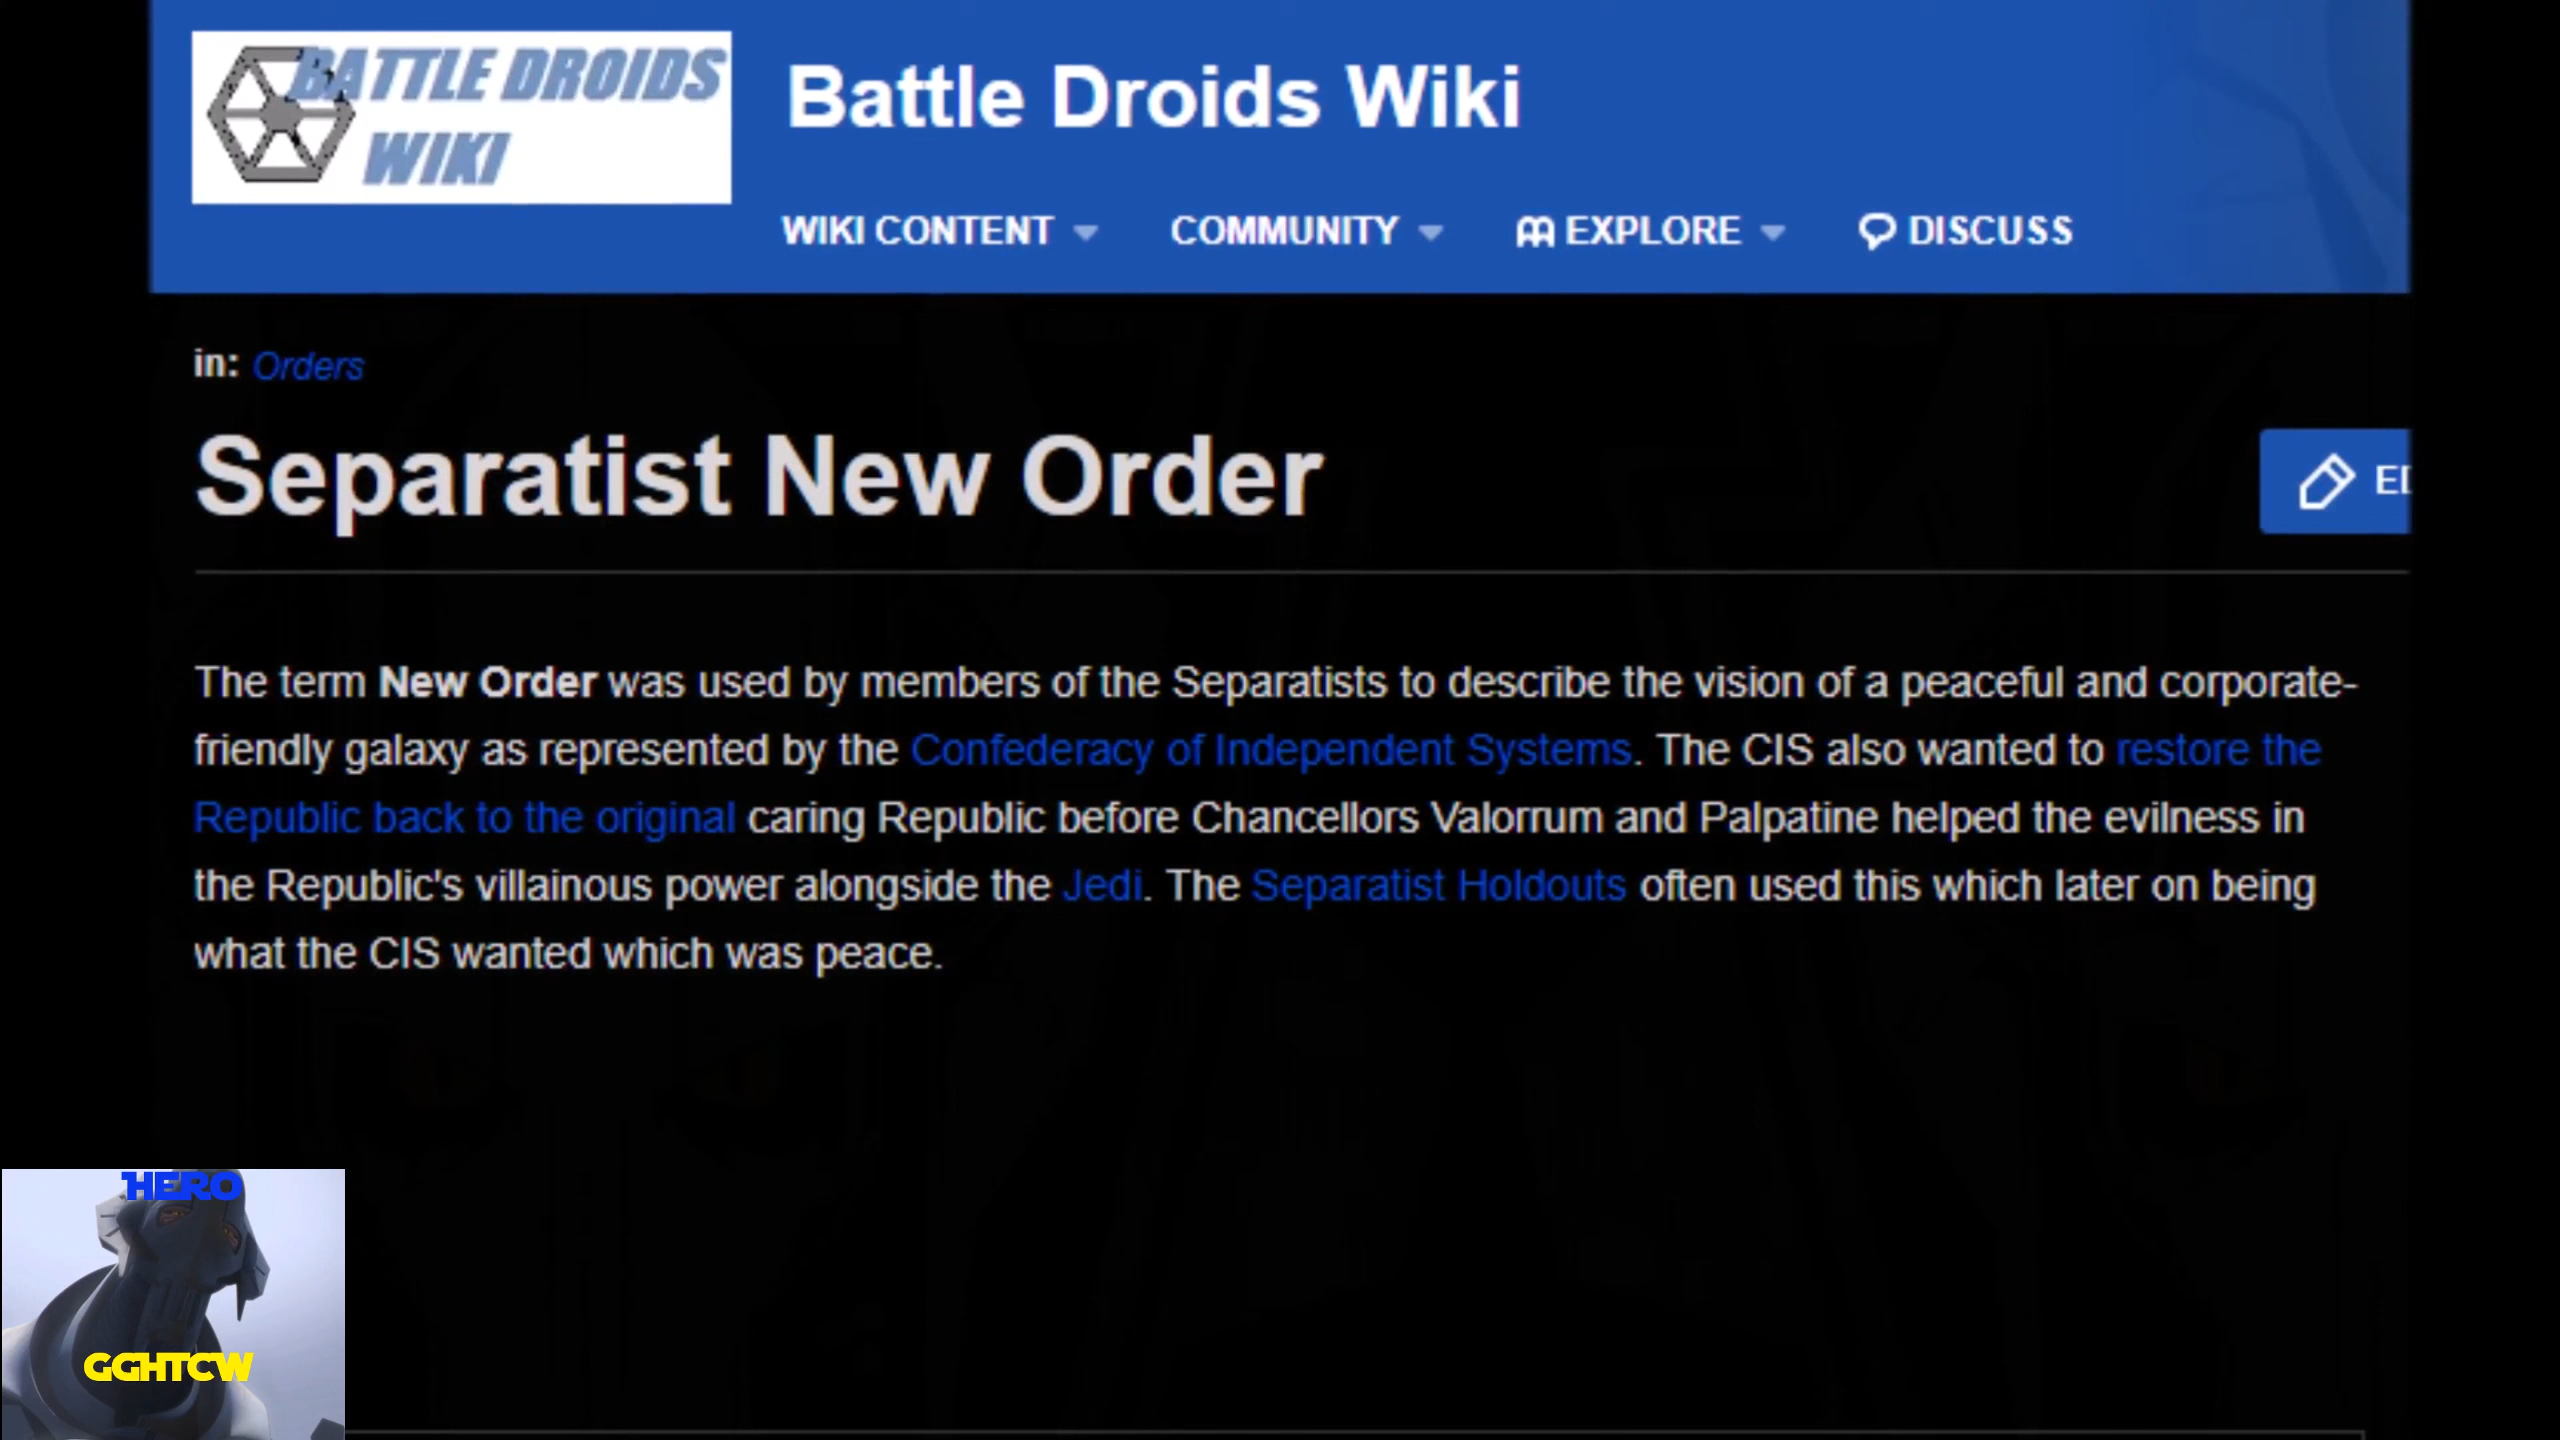 BATTLE DROIDS
WIKI
Battle Droids Wiki
WIKI CONTENT
COMMUNITY
EXPLORE
DISCUSS
in: Orders
Separatist New Order
ED
The term New Order was used by members of the Separatists to describe the vision of a peaceful and corporate-
friendly galaxy as represented by the Confederacy of Independent Systems. The CIS also wanted to restore the
Republic back to the original caring Republic before Chancellors Valorrum and Palpatine helped the evilness in
the Republic's villainous power alongside the Jedi. The Separatist Holdouts often used this which later on being
what the CIS wanted which was peace.
HERO
GGHTCW